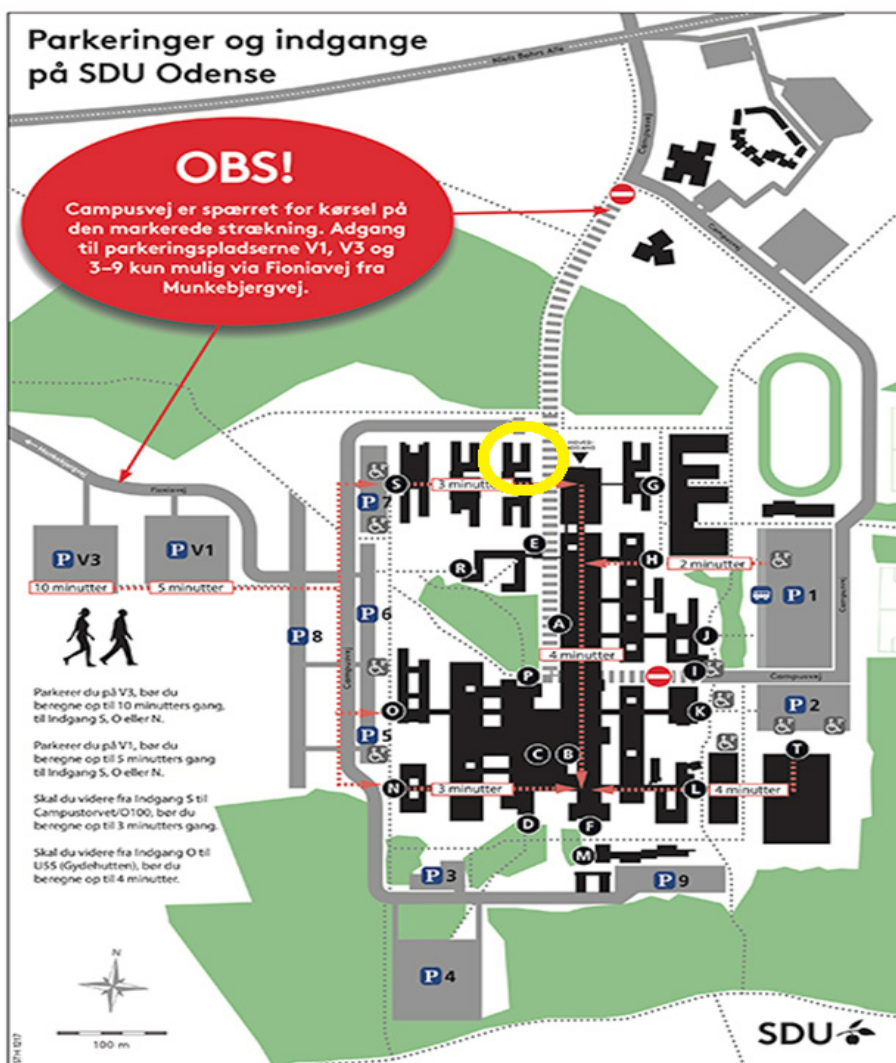 Parkeringer og indgange
på SDU Odense
Niels Bohrs Alle
OBS!
Campusvej er spærret for kørsel på
den markerede strækning. Adgang
til parkeringspladserne V1, V3 og
3–9 kun mulig via Fioniavej fra
Munkebjergvej.
Campusvej
Campusvej
Munkebjergvej
Fioniavej
S
3 minutter
G
P 7
P V3
P V1
E
H
2 minutter
R
10 minutter
5 minutter
P 6
P 1
Campusvej
P 8
A
J
4 minutter
P
I
Campusvej
Campusvej
O
K
P 2
P 5
C
B
T
N
3 minutter
L
4 minutter
D
F
M
P 3
P 9
P 4
Parkerer du på V3, bør du
beregne op til 10 minutters gang,
til Indgang S, O eller N.
Parkerer du på V1, bør du
beregne op til 5 minutters gang
til Indgang S, O eller N.
Skal du videre fra Indgang S til
Campustorvet/O100, bør du
beregne op til 3 minutters gang.
Skal du videre fra Indgang O til
U55 (Gydehutten), bør du
beregne op til 4 minutter.
N
100 m
SDU